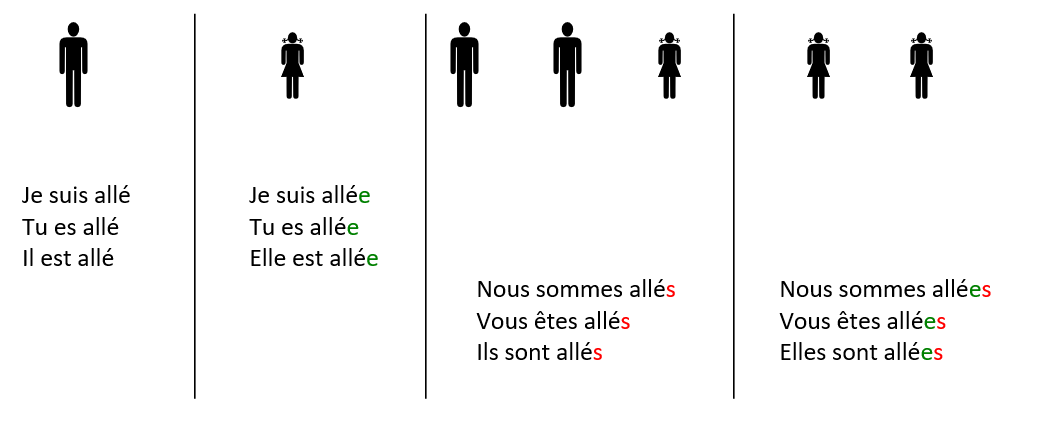 Je suis allé
Tu es allé
Il est allé
Je suis allée
Tu es allée
Elle est allée
Nous sommes allés
Vous êtes allés
Ils sont allés
Nous sommes allées
Vous êtes allées
Elles sont allées